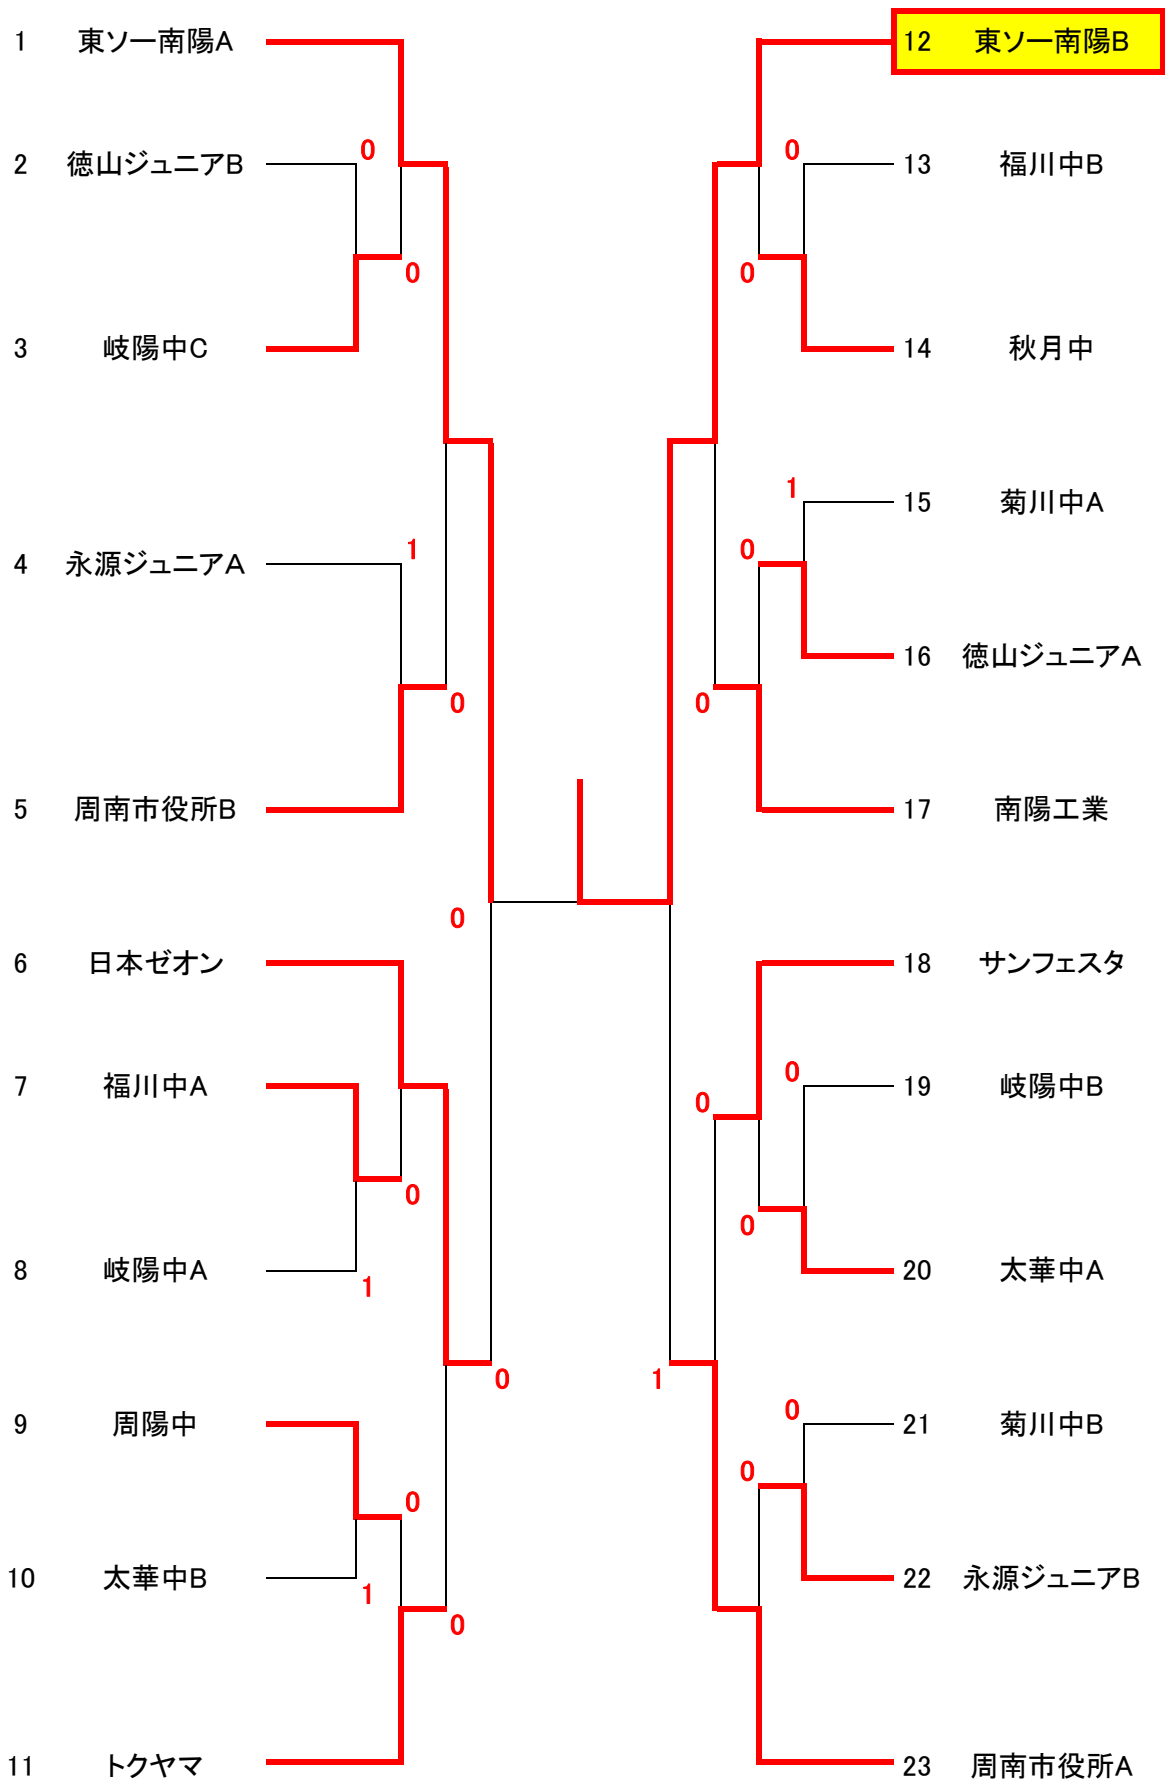 1 東ソー南陽A
0
2 徳山ジュニアB
0
3 岐陽中C
1
4 永源ジュニアA
0
5 周南市役所B
0
6 日本ゼオン
7 福川中A
0
8 岐陽中A
1
0
9 周陽中
0
10 太華中B
1
0
11 トクヤマ
12 東ソー南陽B
0
13 福川中B
0
14 秋月中
1
15 菊川中A
0
16 徳山ジュニアA
0
17 南陽工業
18 サンフェスタ
0
19 岐陽中B
0
0
20 太華中A
1
0
21 菊川中B
0
22 永源ジュニアB
23 周南市役所A